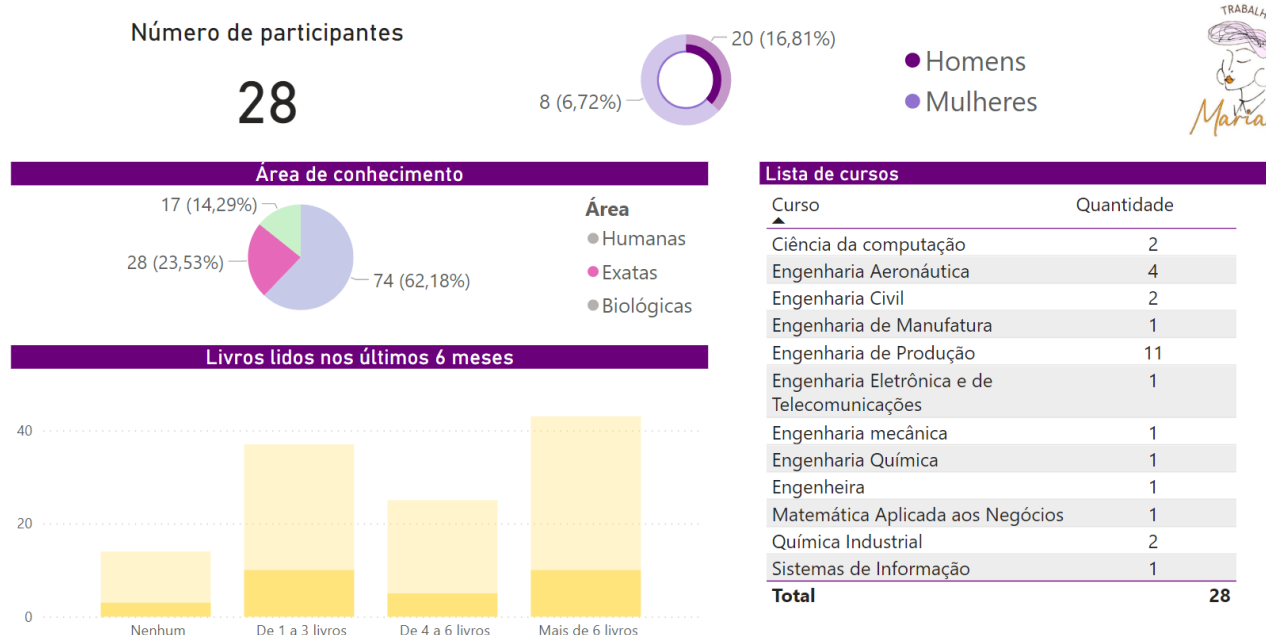 Número de participantes
28
20 (16,81%)
8 (6,72%)
Homens
Mulheres
Maria
Área de conhecimento
17 (14,29%)
28 (23,53%)
74 (62,18%)
Área
Humanas
Exatas
Biológicas
Livros lidos nos últimos 6 meses
40
20
0
Nenhum
De 1 a 3 livros
De 4 a 6 livros
Mais de 6 livros
Lista de cursos
Curso Quantidade
Ciência da computação 2
Engenharia Aeronáutica 4
Engenharia Civil 2
Engenharia de Manufatura 1
Engenharia de Produção 11
Engenharia Eletrônica e de 1
Telecomunicações
Engenharia mecânica 1
Engenharia Química 1
Engenheira 1
Matemática Aplicada aos Negócios 1
Química Industrial 2
Sistemas de Informação 1
Total 28